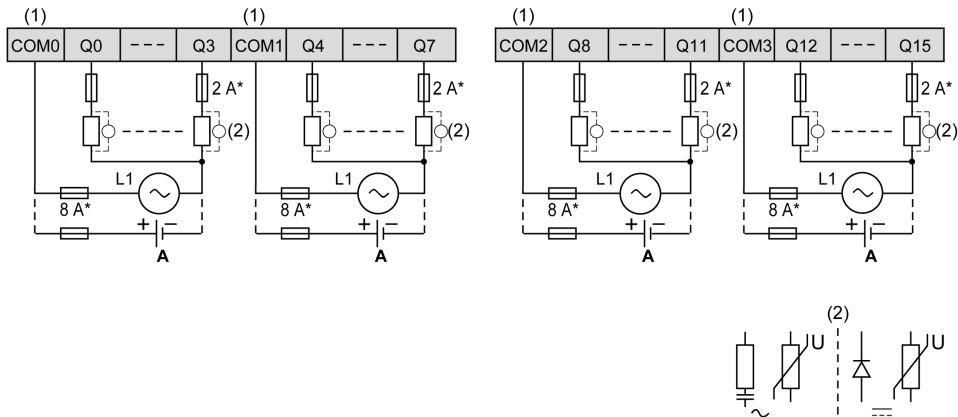 (1) (1) (1) (1)
COM0 Q0 --- Q3 COM1 Q4 --- Q7 COM2 Q8 --- Q11 COM3 Q12 --- Q15
2 A* 2 A* 2 A* 2 A*
(2) (2) (2) (2)
L1 L1 L1 L1
8 A* 8 A* 8 A* 8 A*
+ − + − + − + −
A A A A
(2)
U U